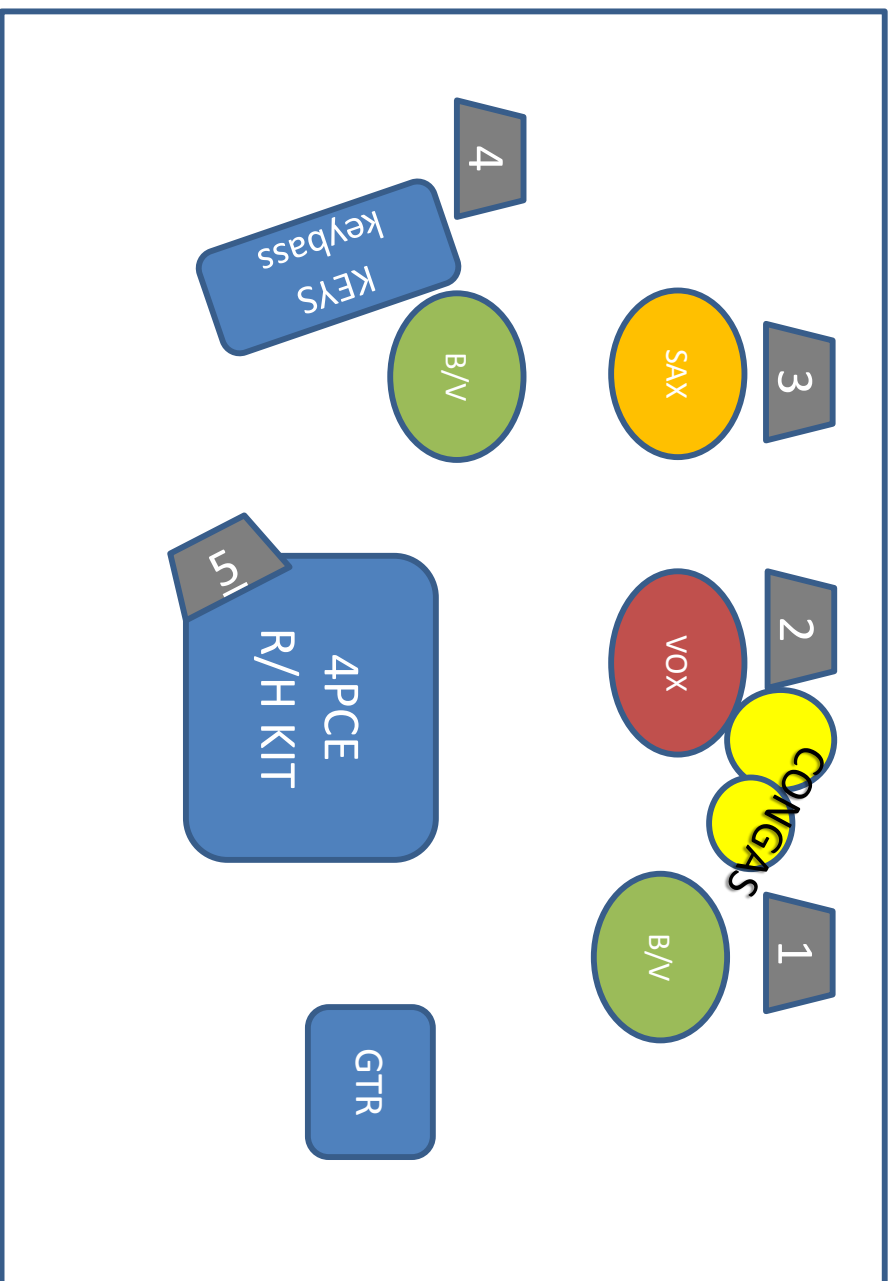 3
2
1
CONGAS
SAX
VOX
B/V
4
B/V
KEYS
keybass
4PCE
R/H KIT
GTR
5